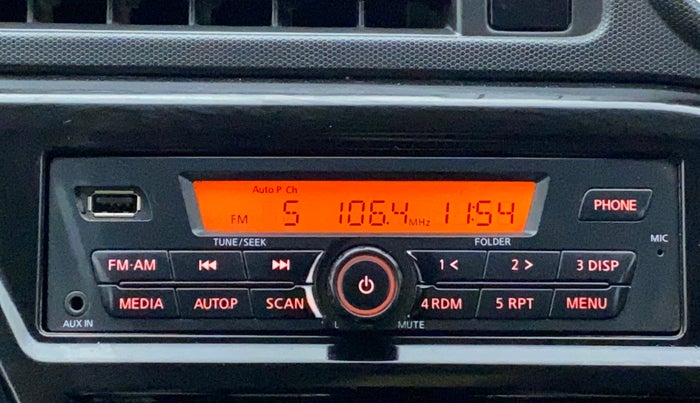 Auto P Ch
FM 5 106.4 MHz 11:54
TUNE/SEEK FOLDER
PHONE
MIC
FM·AM 1 < 2 > 3 DISP
MEDIA AUTOP SCAN 4 RDM 5 RPT MENU
AUX IN MUTE